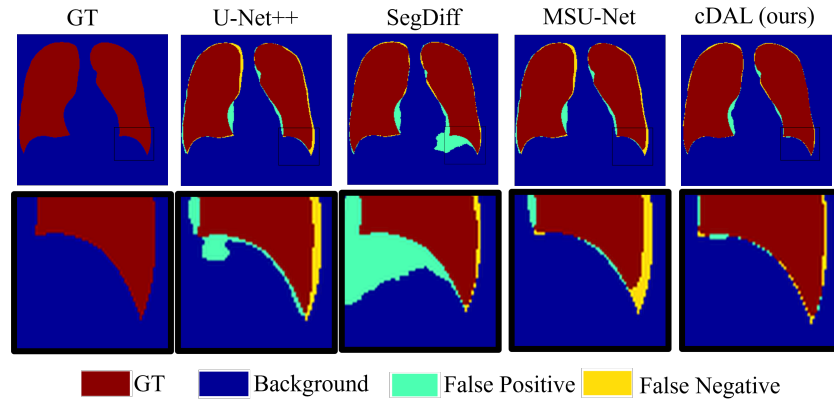 GT U-Net++ SegDiff MSU-Net cDAL (ours)
GT Background False Positive False Negative